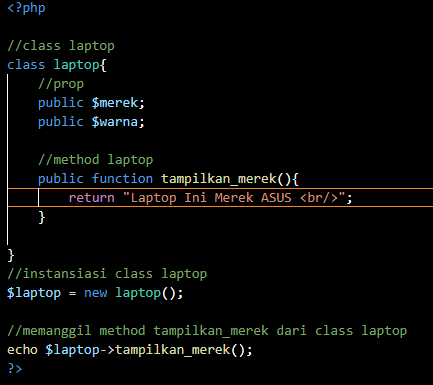 <?php
//class laptop
class laptop{
//prop
public $merek;
public $warna;
//method laptop
public function tampilkan_merek(){
return "Laptop Ini Merek ASUS <br/>";
}
}
//instansiasi class laptop
$laptop = new laptop();
//memanggil method tampilkan_merek dari class laptop
echo $laptop->tampilkan_merek();
?>